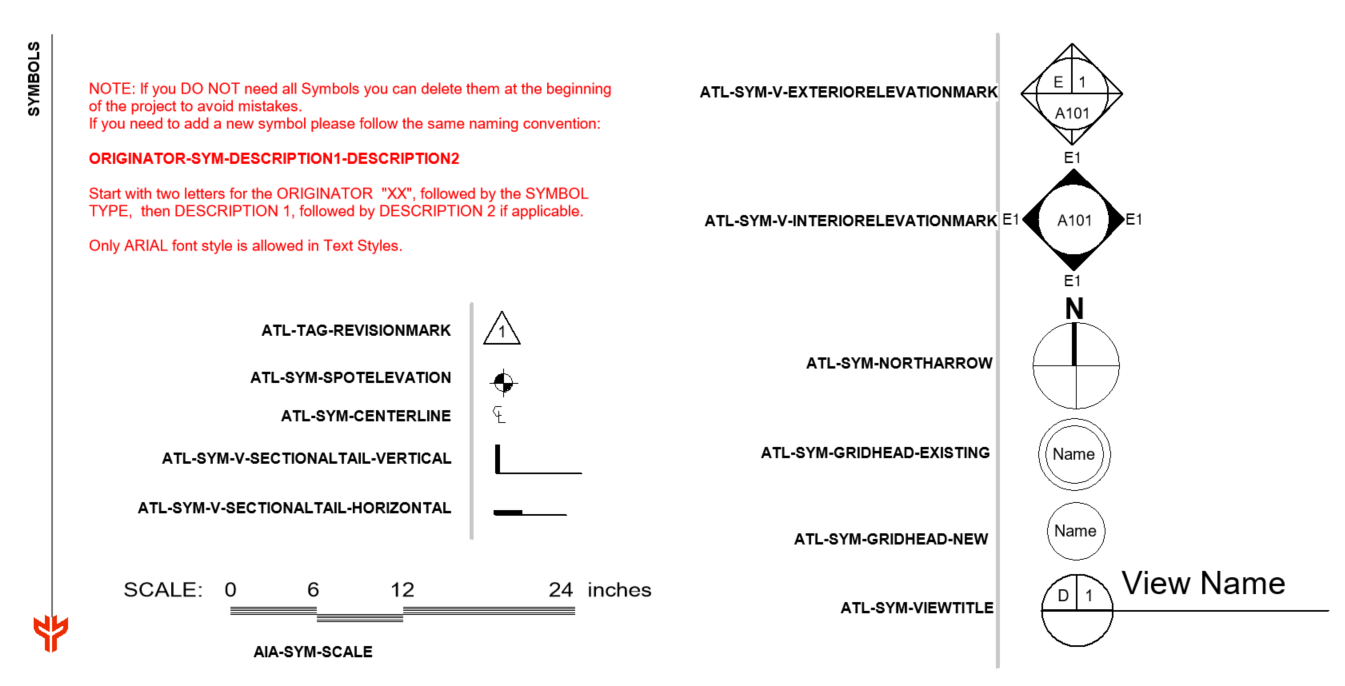 SYMBOLS
NOTE: If you DO NOT need all Symbols you can delete them at the beginning
of the project to avoid mistakes.
If you need to add a new symbol please follow the same naming convention:
ORIGINATOR-SYM-DESCRIPTION1-DESCRIPTION2
Start with two letters for the ORIGINATOR "XX", followed by the SYMBOL
TYPE, then DESCRIPTION 1, followed by DESCRIPTION 2 if applicable.
Only ARIAL font style is allowed in Text Styles.
ATL-TAG-REVISIONMARK 1
ATL-SYM-SPOTELEVATION
ATL-SYM-CENTERLINE
ATL-SYM-V-SECTIONALTAIL-VERTICAL
ATL-SYM-V-SECTIONALTAIL-HORIZONTAL
SCALE: 0 6 12 24 inches
AIA-SYM-SCALE
ATL-SYM-V-EXTERIORELEVATIONMARK
E 1
A101
E1
ATL-SYM-V-INTERIORELEVATIONMARK E1 A101 E1
E1
N
ATL-SYM-NORTHARROW
ATL-SYM-GRIDHEAD-EXISTING Name
ATL-SYM-GRIDHEAD-NEW Name
ATL-SYM-VIEWTITLE D 1 View Name